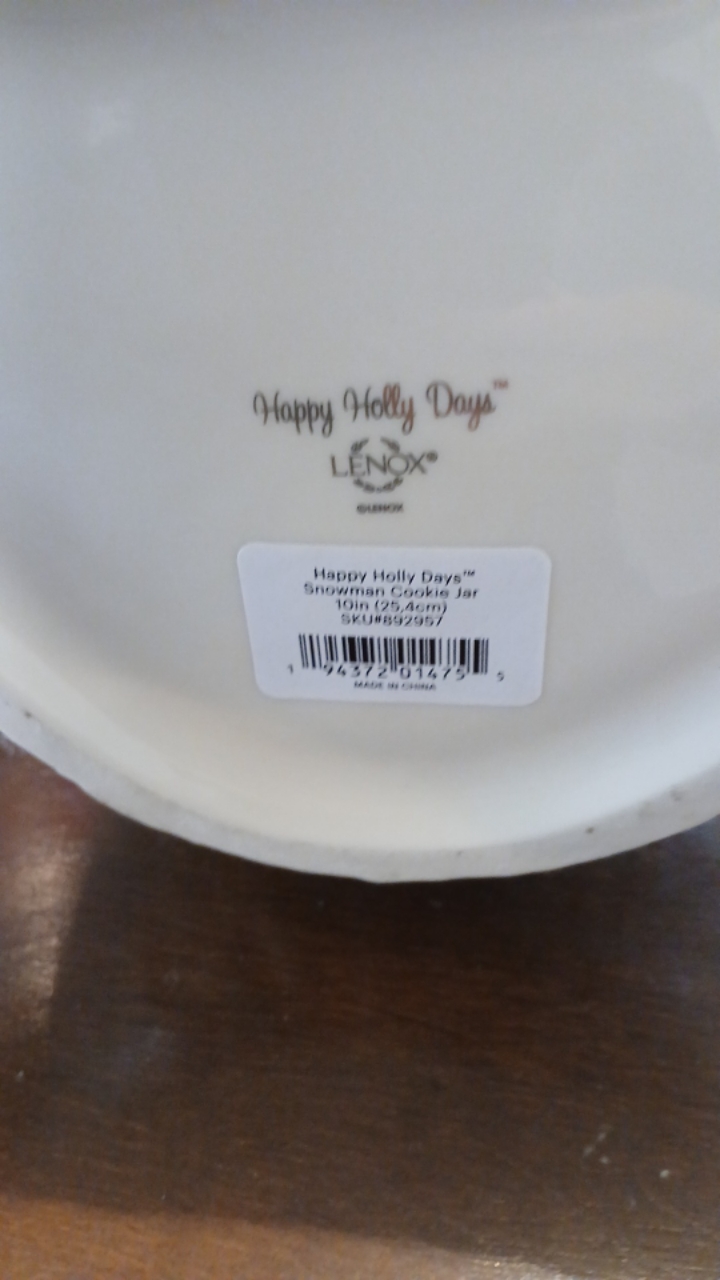 Happy Holly Days™
LENOX®
©LENOX
Happy Holly Days™
Snowman Cookie Jar
10in (25,4cm)
SKU#892957
1 94372 01475 5
MADE IN CHINA